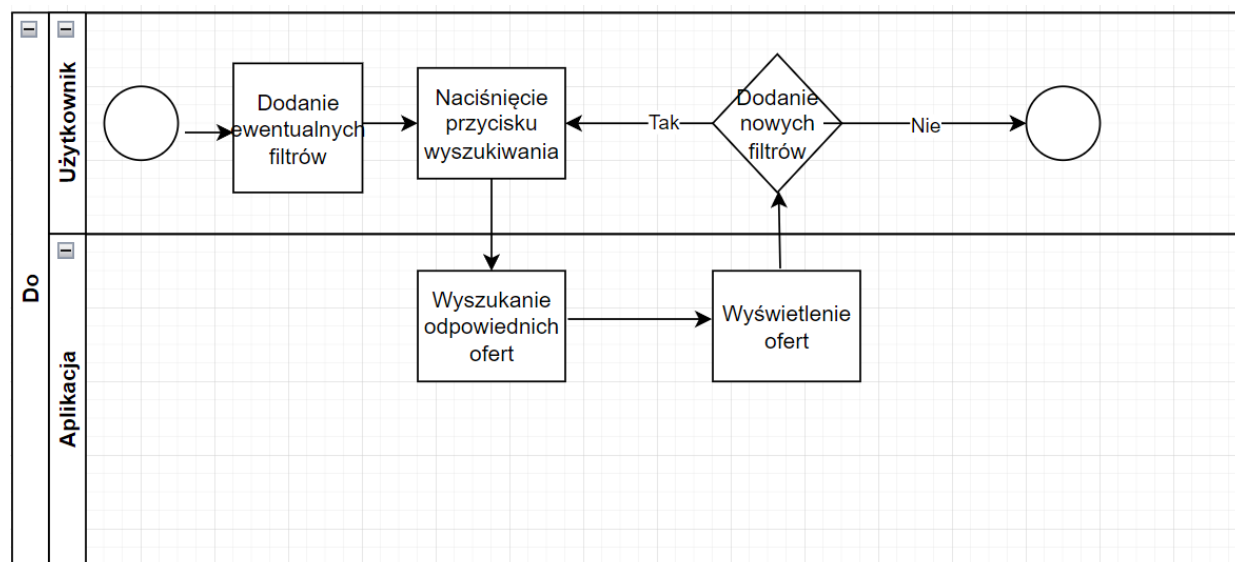 Do
Użytkownik
Dodanie
ewentualnych
filtrów
Naciśnięcie
przycisku
wyszukiwania
Tak
Dodanie
nowych
filtrów
Nie
Aplikacja
Wyszukanie
odpowiednich
ofert
Wyświetlenie
ofert